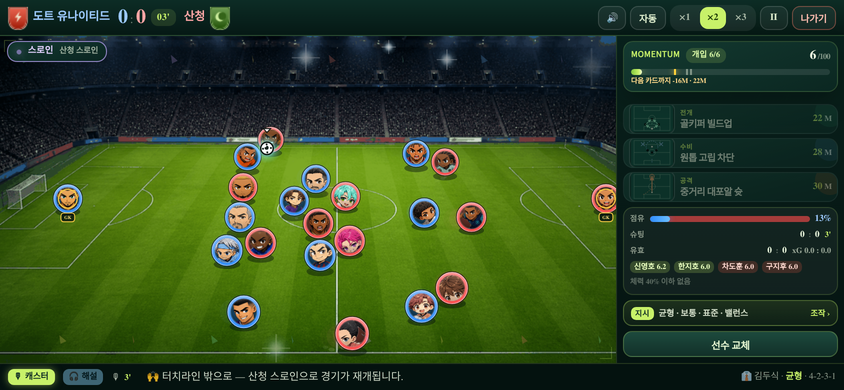 도트 유나이티드 0 : 0 03' 산청
자동 ×1 ×2 ×3 나가기
스로인 산청 스로인
MOMENTUM 개입 6/6 6 /100
다음 카드까지 -16M · 22M
전개
골키퍼 빌드업 22 M
수비
원톱 고립 차단 28 M
공격
중거리 대포알 슛 30 M
GK
GK
점유 13%
슈팅 0 : 0 3'
유효 0 : 0 xG 0.0 : 0.0
신영호 6.2 한지호 6.0 차도훈 6.0 구지후 6.0
체력 40% 이하 없음
지시 균형 · 보통 · 표준 · 밸런스 조작 ›
선수 교체
캐스터 해설 3' 터치라인 밖으로 — 산청 스로인으로 경기가 재개됩니다.
김두식 · 균형 · 4-2-3-1